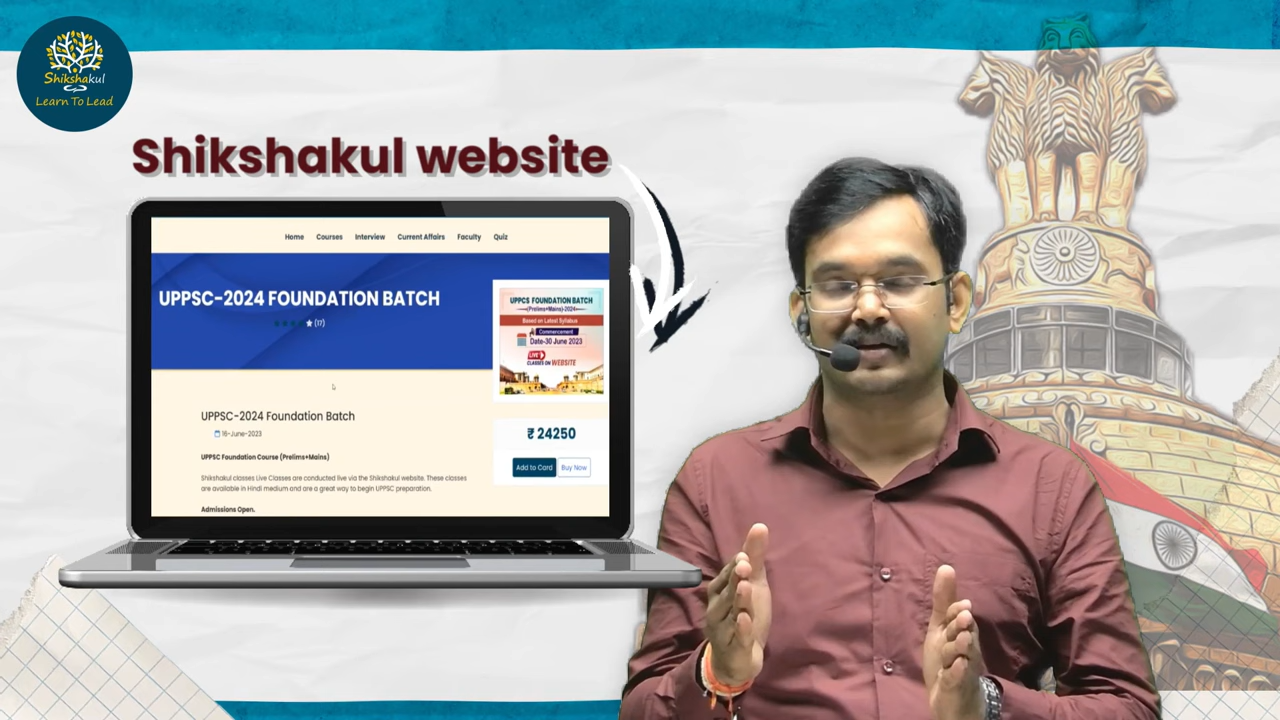 Shikshakul
Learn To Lead
Shikshakul website
Home Courses Interview Current Affairs Faculty Quiz
UPPSC-2024 FOUNDATION BATCH
(17)
UPPCS FOUNDATION BATCH
(Prelims+Mains)-2024
Based on Latest Syllabus
Commencement
Date-30 June 2023
LIVE
CLASSES ON WEBSITE
UPPSC-2024 Foundation Batch
16-June-2023
₹ 24250
UPPSC Foundation Course (Prelims+Mains)
Add to Card Buy Now
Shikshakul classes Live Classes are conducted live via the Shikshakul website. These classes
are available in Hindi medium and are a great way to begin UPPSC preparation.
Admissions Open.